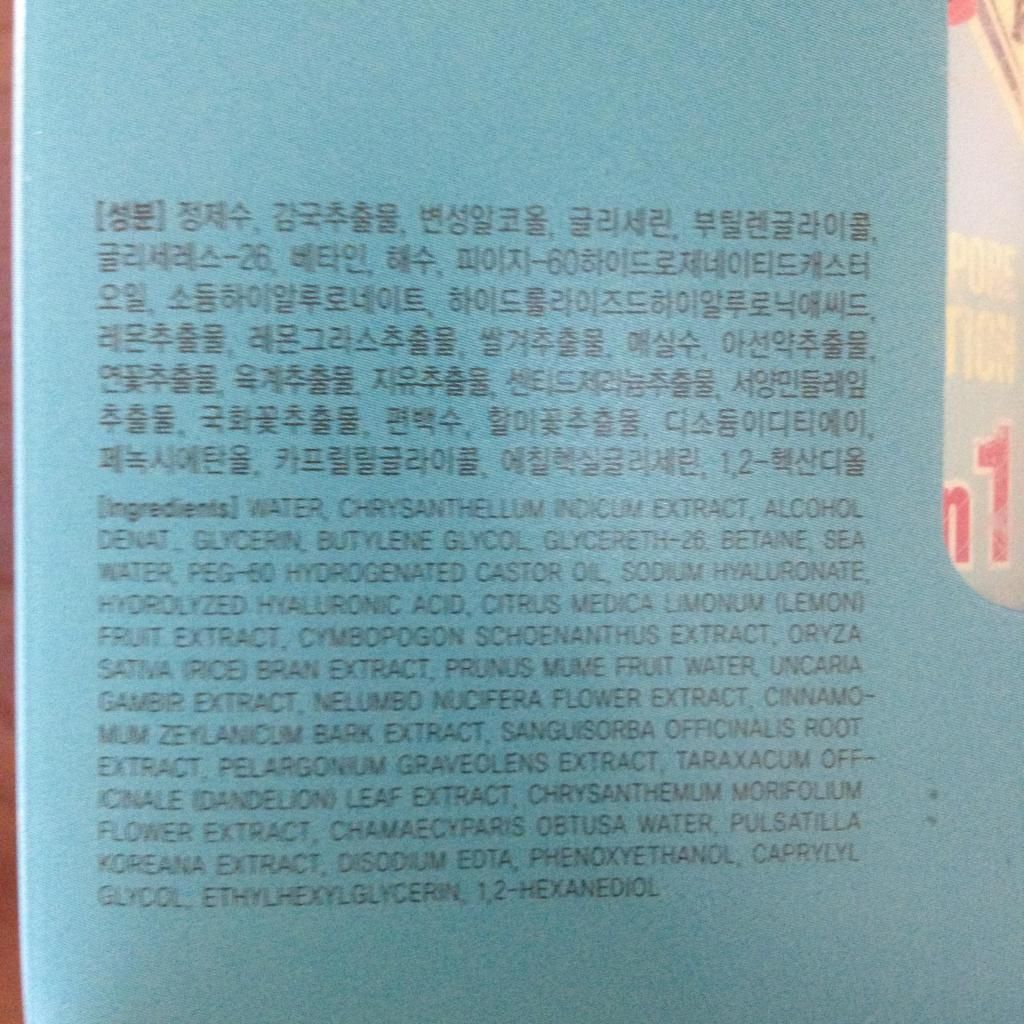 [성분] 정제수, 감국추출물, 변성알코올, 글리세린, 부틸렌글라이콜,
글리세레스-26, 베타인, 해수, 피이지-60하이드로제네이티드캐스터
오일, 소듐하이알루로네이트, 하이드롤라이즈드하이알루로닉애씨드,
레몬추출물, 레몬그라스추출물, 쌀겨추출물, 매실수, 아선약추출물,
연꽃추출물, 육계추출물, 지유추출물, 센티드제라늄추출물, 서양민들레잎
추출물, 국화꽃추출물, 편백수, 할미꽃추출물, 디소듐이디티에이,
페녹시에탄올, 카프릴릴글라이콜, 에칠헥실글리세린, 1,2-헥산디올
[Ingredients] WATER, CHRYSANTHELLUM INDICUM EXTRACT, ALCOHOL
DENAT., GLYCERIN, BUTYLENE GLYCOL, GLYCERETH-26, BETAINE, SEA
WATER, PEG-60 HYDROGENATED CASTOR OIL, SODIUM HYALURONATE,
HYDROLYZED HYALURONIC ACID, CITRUS MEDICA LIMONUM (LEMON)
FRUIT EXTRACT, CYMBOPOGON SCHOENANTHUS EXTRACT, ORYZA
SATIVA (RICE) BRAN EXTRACT, PRUNUS MUME FRUIT WATER, UNCARIA
GAMBIR EXTRACT, NELUMBO NUCIFERA FLOWER EXTRACT, CINNAMO-
MUM ZEYLANICUM BARK EXTRACT, SANGUISORBA OFFICINALIS ROOT
EXTRACT, PELARGONIUM GRAVEOLENS EXTRACT, TARAXACUM OFF-
ICINALE (DANDELION) LEAF EXTRACT, CHRYSANTHEMUM MORIFOLIUM
FLOWER EXTRACT, CHAMAECYPARIS OBTUSA WATER, PULSATILLA
KOREANA EXTRACT, DISODIUM EDTA, PHENOXYETHANOL, CAPRYLYL
GLYCOL, ETHYLHEXYLGLYCERIN, 1,2-HEXANEDIOL
PORE
n 1